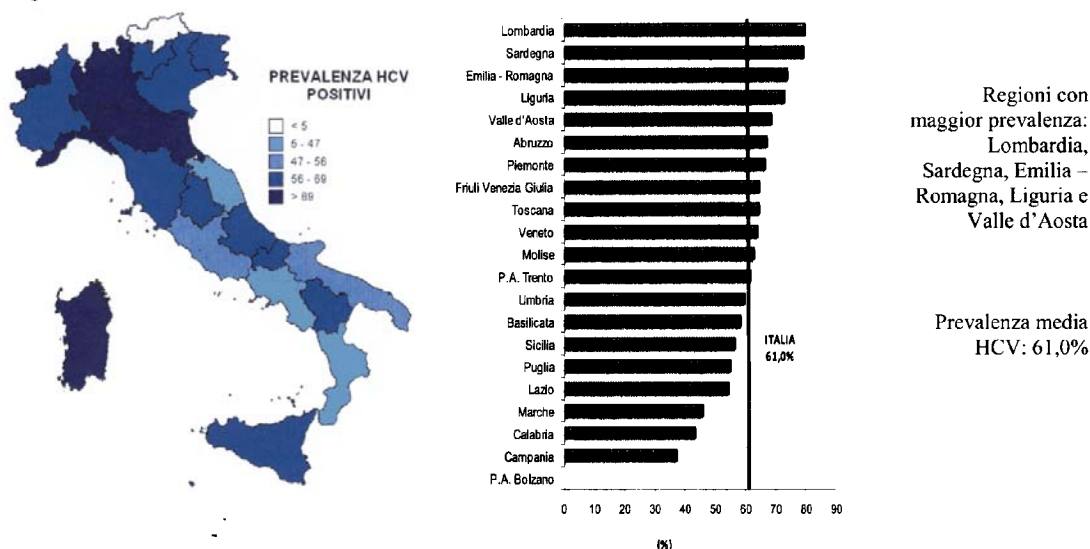 PREVALENZA HCV
POSITIVI
< 5
5 - 47
47 - 56
56 - 69
> 69
Lombardia
Sardegna
Emilia - Romagna
Liguria
Valle d'Aosta
Abruzzo
Piemonte
Friuli Venezia Giulia
Toscana
Veneto
Molise
P.A. Trento
Umbria
Basilicata
Sicilia
Puglia
Lazio
Marche
Calabria
Campania
P.A. Bolzano
ITALIA
61,0%
0 10 20 30 40 50 60 70 80 90
(%)
Regioni con
maggior prevalenza:
Lombardia,
Sardegna, Emilia –
Romagna, Liguria e
Valle d'Aosta
Prevalenza media
HCV: 61,0%